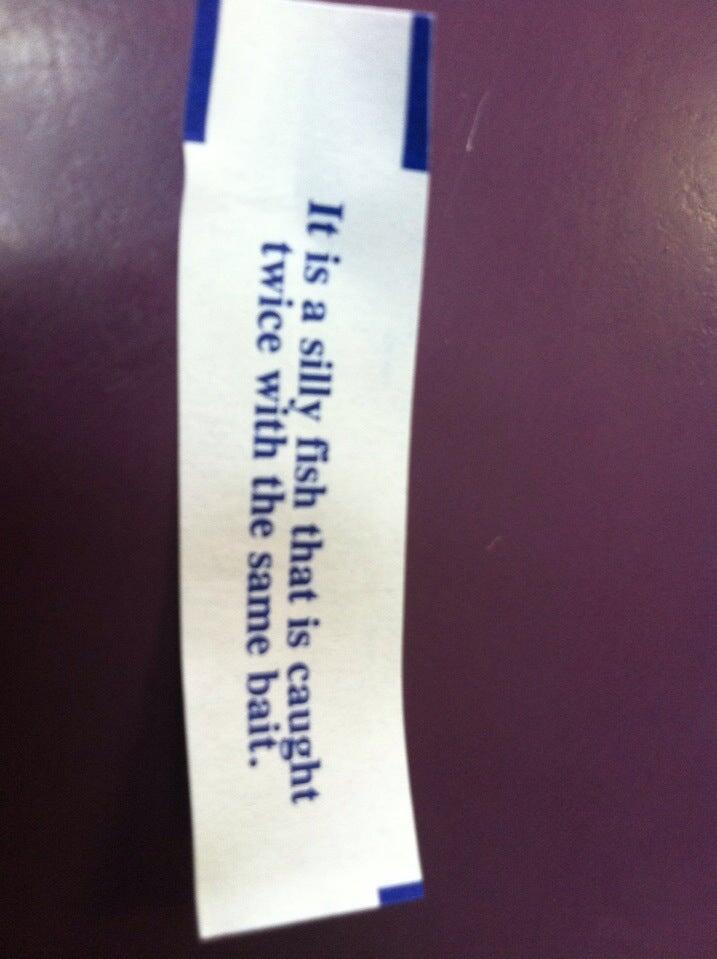 It is a silly fish that is caught
twice with the same bait.